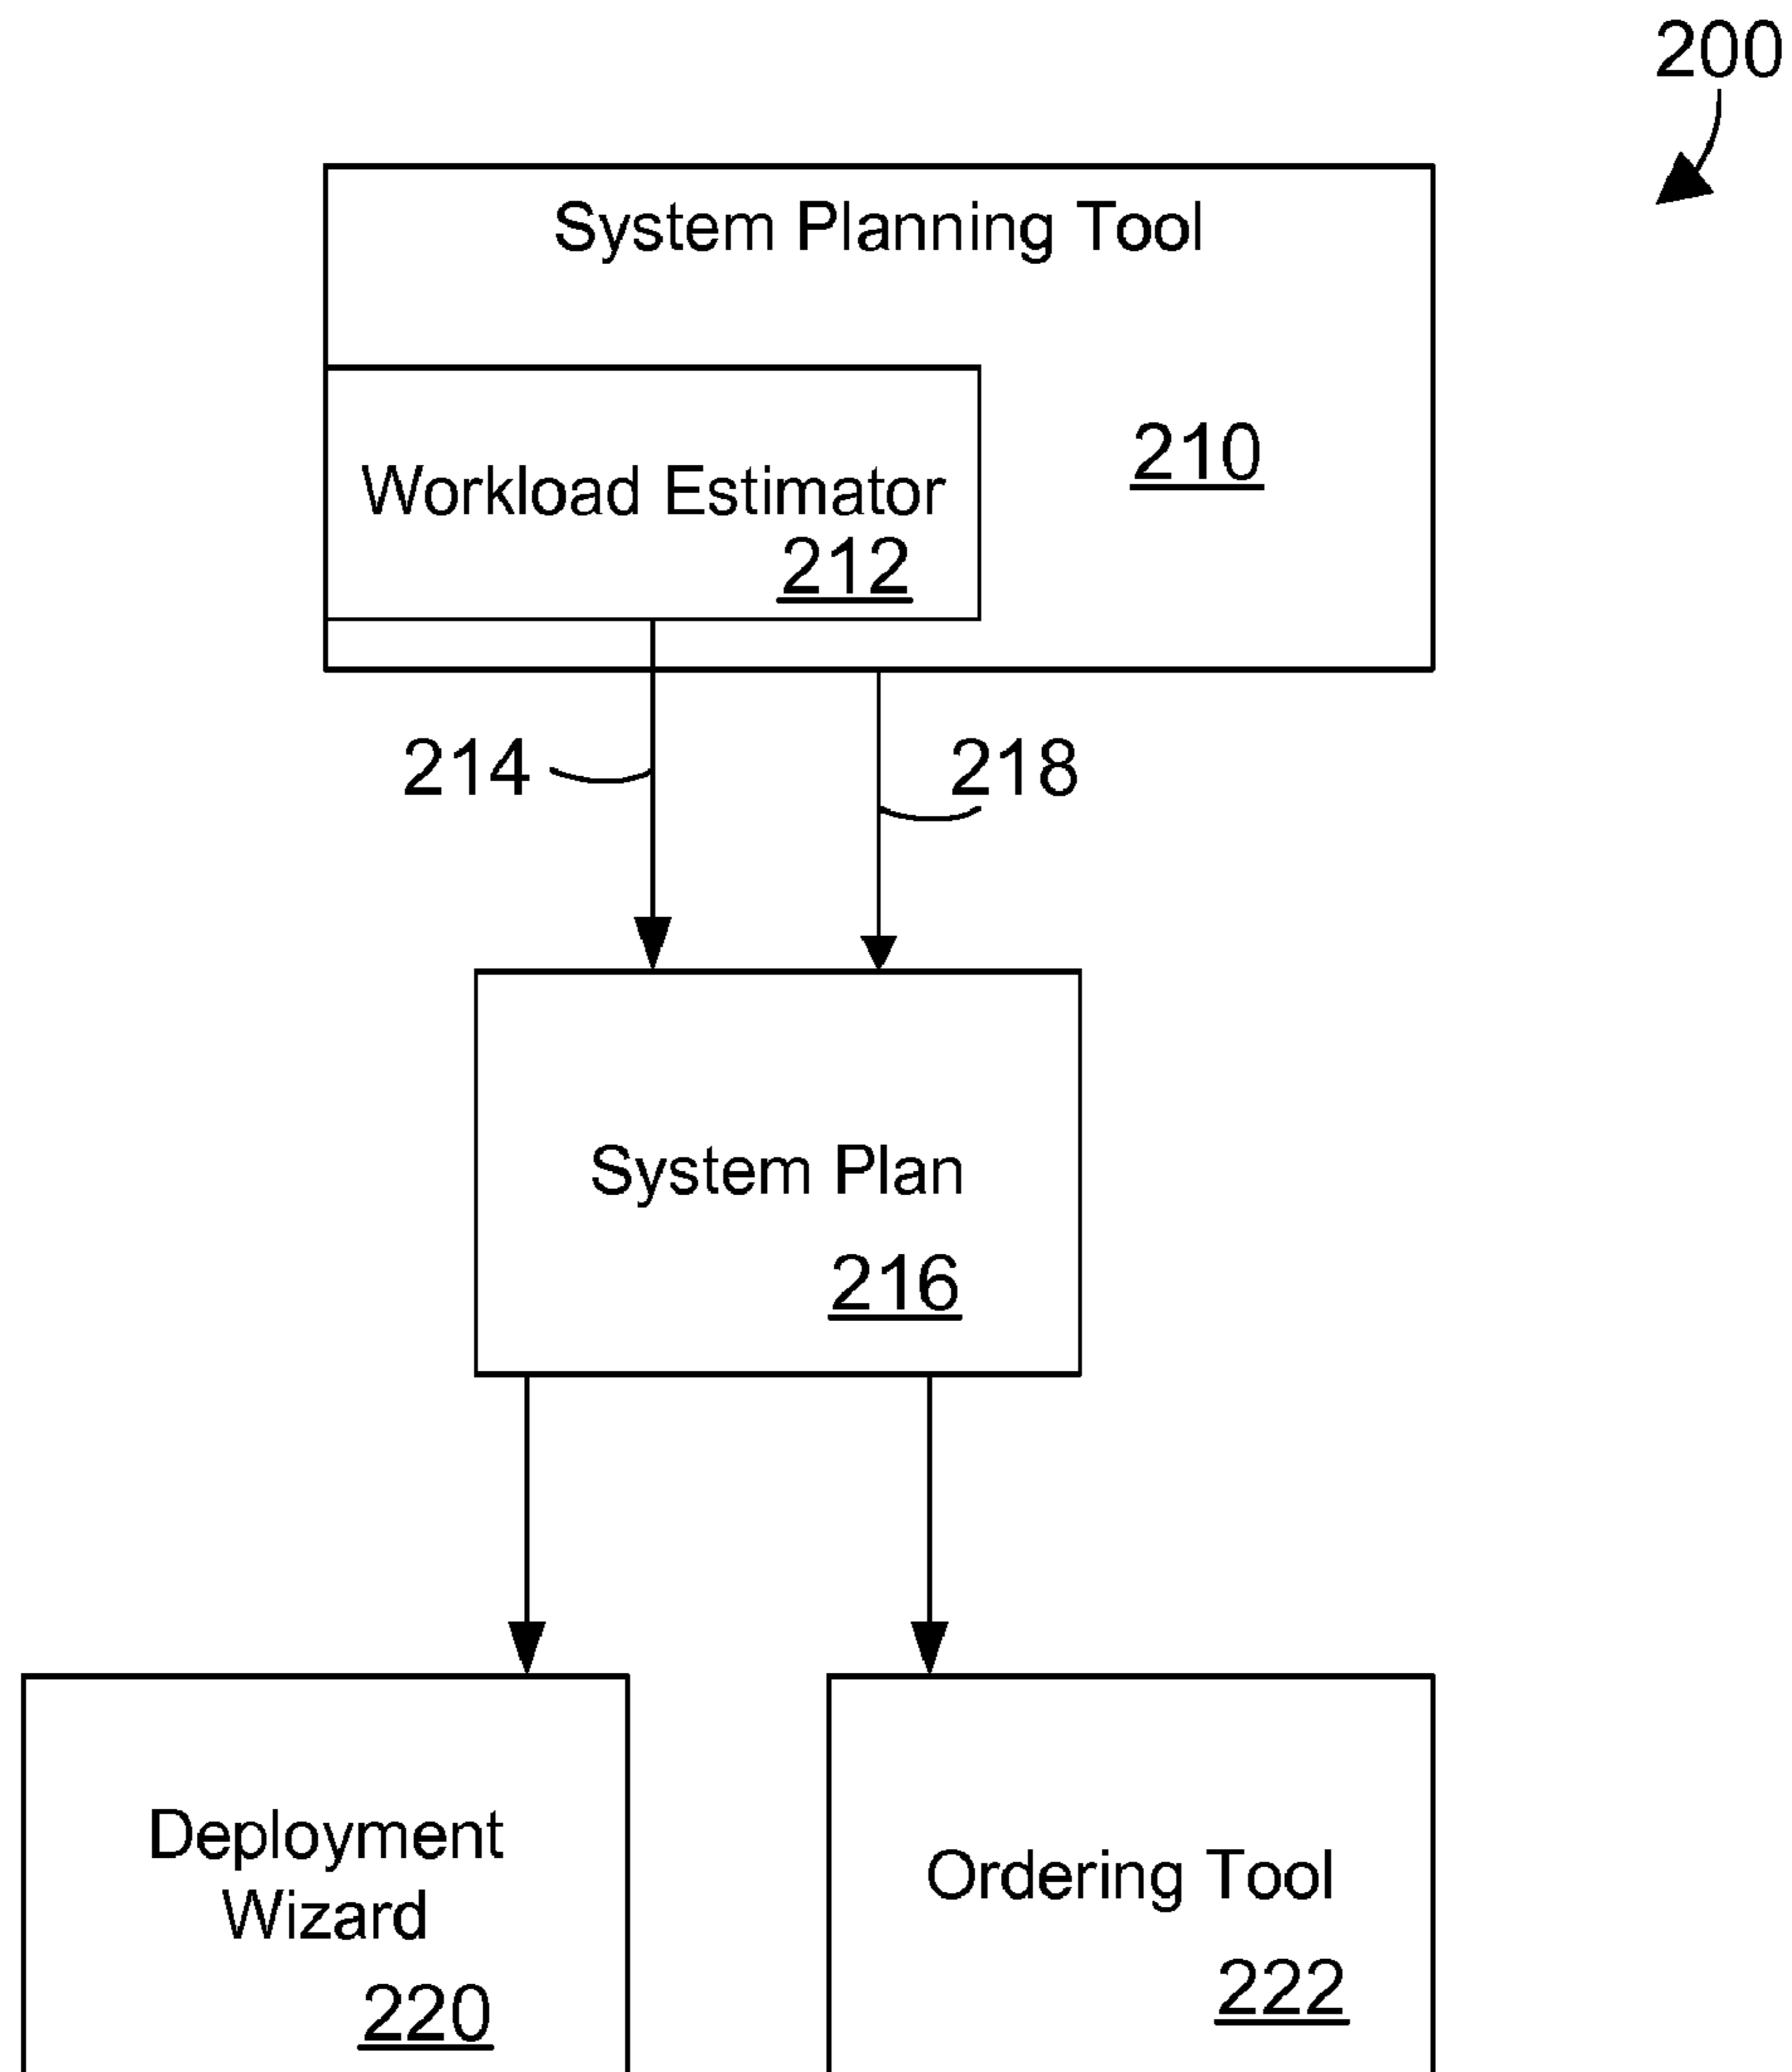 200
System Planning Tool
210
Workload Estimator
212
214
218
System Plan
216
Deployment
Wizard
220
Ordering Tool
222